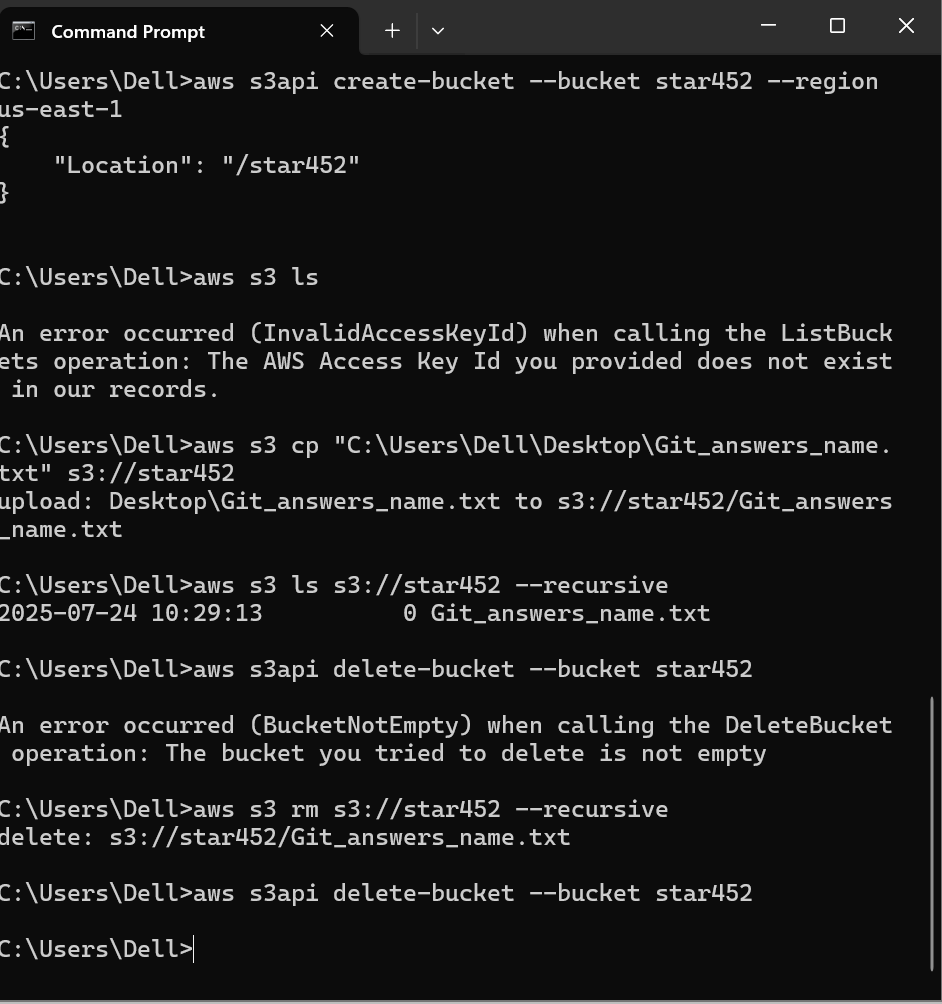 Command Prompt
C:\Users\Dell>aws s3api create-bucket --bucket star452 --region
us-east-1
{
    "Location": "/star452"
}
C:\Users\Dell>aws s3 ls
An error occurred (InvalidAccessKeyId) when calling the ListBuck
ets operation: The AWS Access Key Id you provided does not exist
 in our records.
C:\Users\Dell>aws s3 cp "C:\Users\Dell\Desktop\Git_answers_name.
txt" s3://star452
upload: Desktop\Git_answers_name.txt to s3://star452/Git_answers
_name.txt
C:\Users\Dell>aws s3 ls s3://star452 --recursive
2025-07-24 10:29:13          0 Git_answers_name.txt
C:\Users\Dell>aws s3api delete-bucket --bucket star452
An error occurred (BucketNotEmpty) when calling the DeleteBucket
 operation: The bucket you tried to delete is not empty
C:\Users\Dell>aws s3 rm s3://star452 --recursive
delete: s3://star452/Git_answers_name.txt
C:\Users\Dell>aws s3api delete-bucket --bucket star452
C:\Users\Dell>